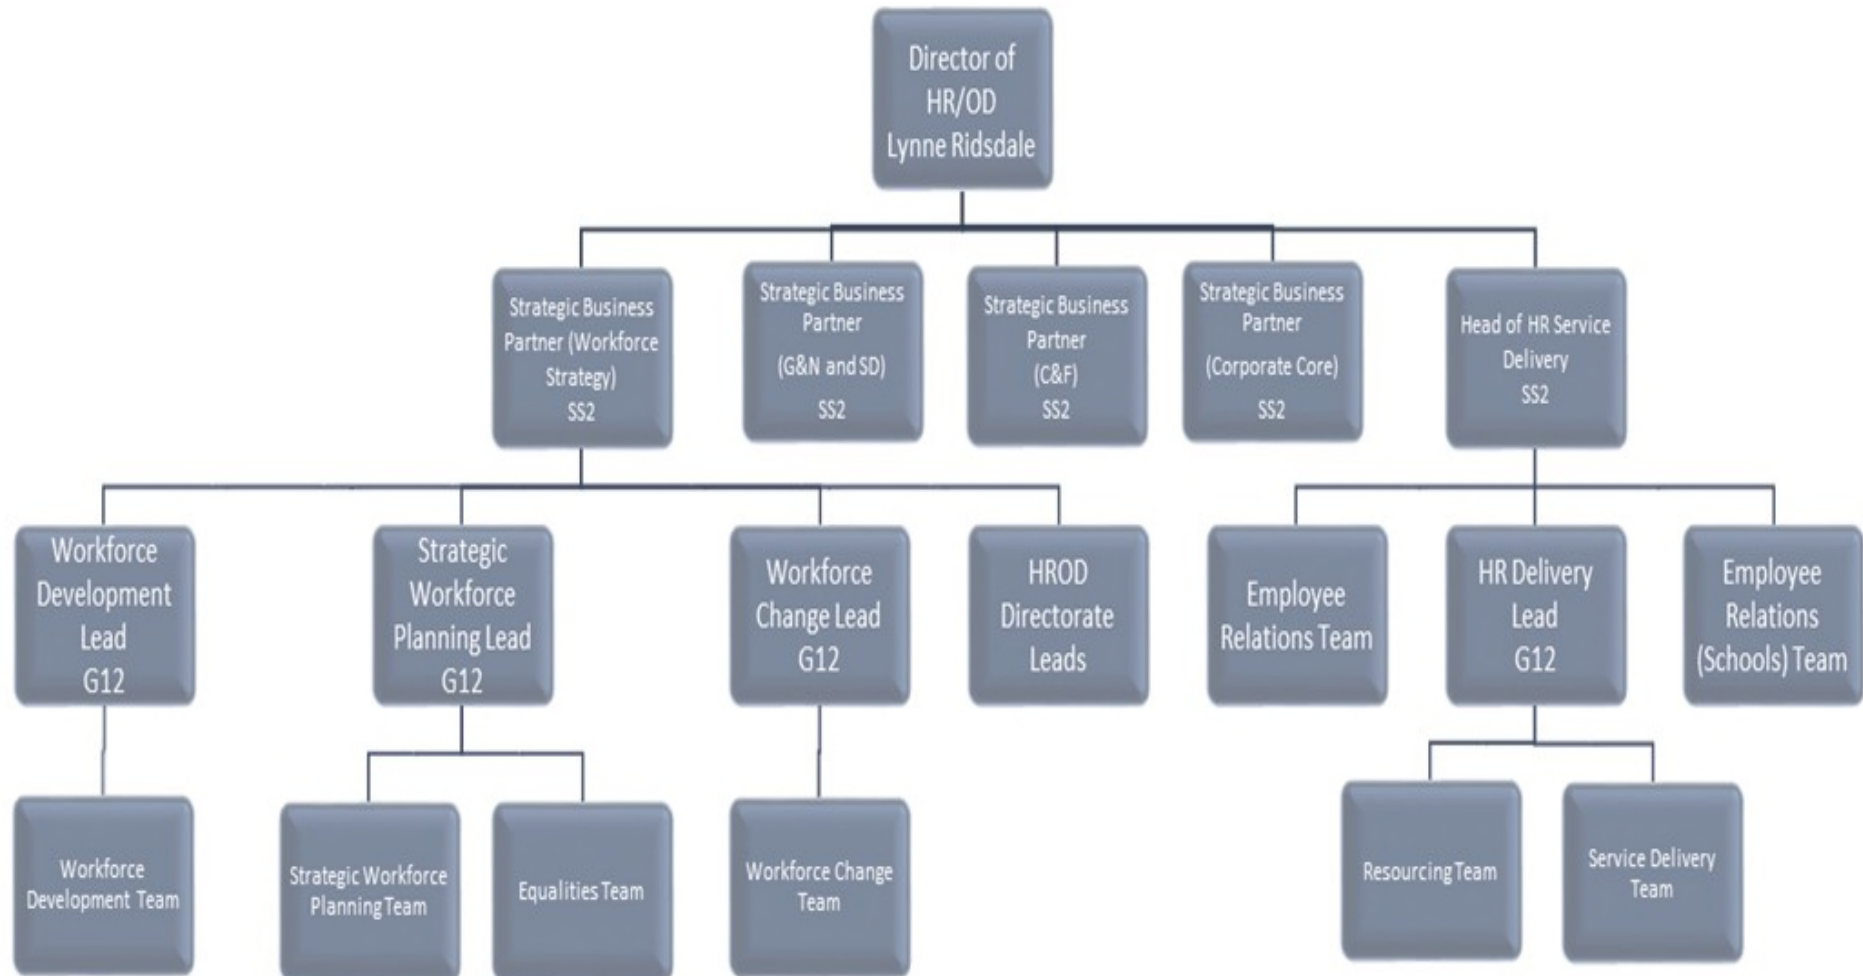 Director of
HR/OD
Lynne Ridsdale
Strategic Business
Partner (Workforce
Strategy)
SS2
Strategic Business
Partner
(G&N and SD)
SS2
Strategic Business
Partner
(C&F)
SS2
Strategic Business
Partner
(Corporate Core)
SS2
Head of HR Service
Delivery
SS2
Workforce
Development
Lead
G12
Strategic
Workforce
Planning Lead
G12
Workforce
Change Lead
G12
HROD
Directorate
Leads
Employee
Relations Team
HR Delivery
Lead
G12
Employee
Relations
(Schools) Team
Workforce
Development Team
Strategic Workforce
Planning Team
Equalities Team
Workforce Change
Team
Resourcing Team
Service Delivery
Team